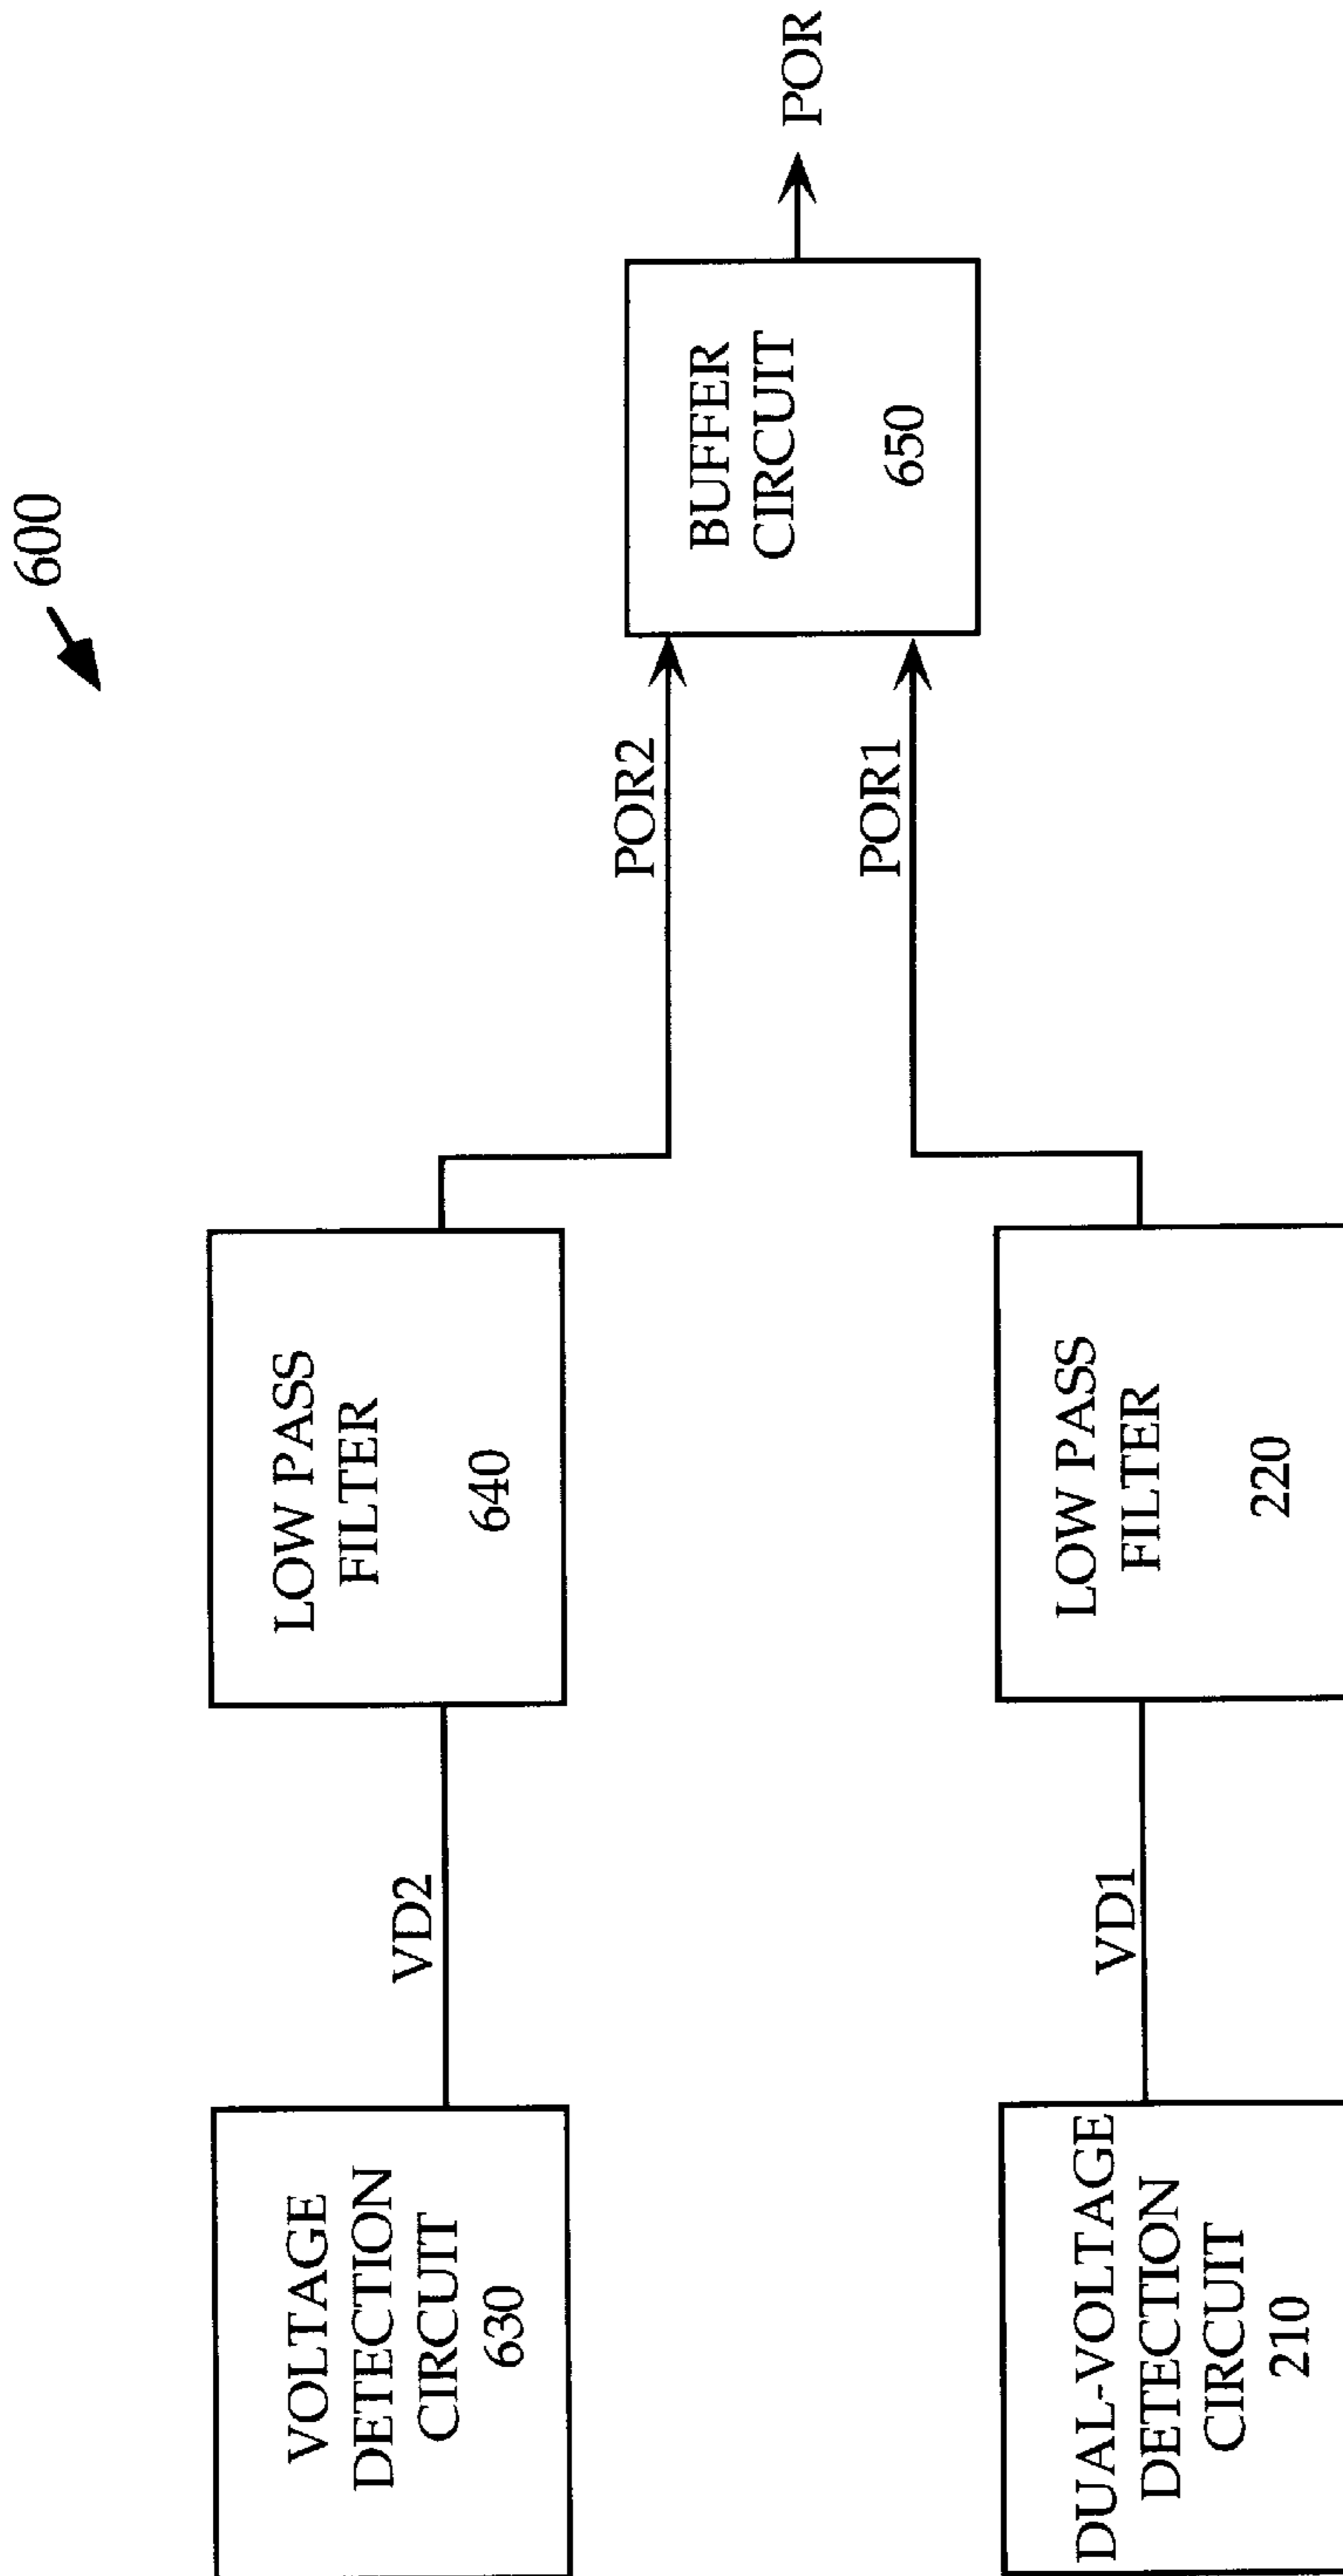 600
VOLTAGE
DETECTION
CIRCUIT
630
VD2
LOW PASS
FILTER
640
POR2
BUFFER
CIRCUIT
650
POR
DUAL-VOLTAGE
DETECTION
CIRCUIT
210
VD1
LOW PASS
FILTER
220
POR1